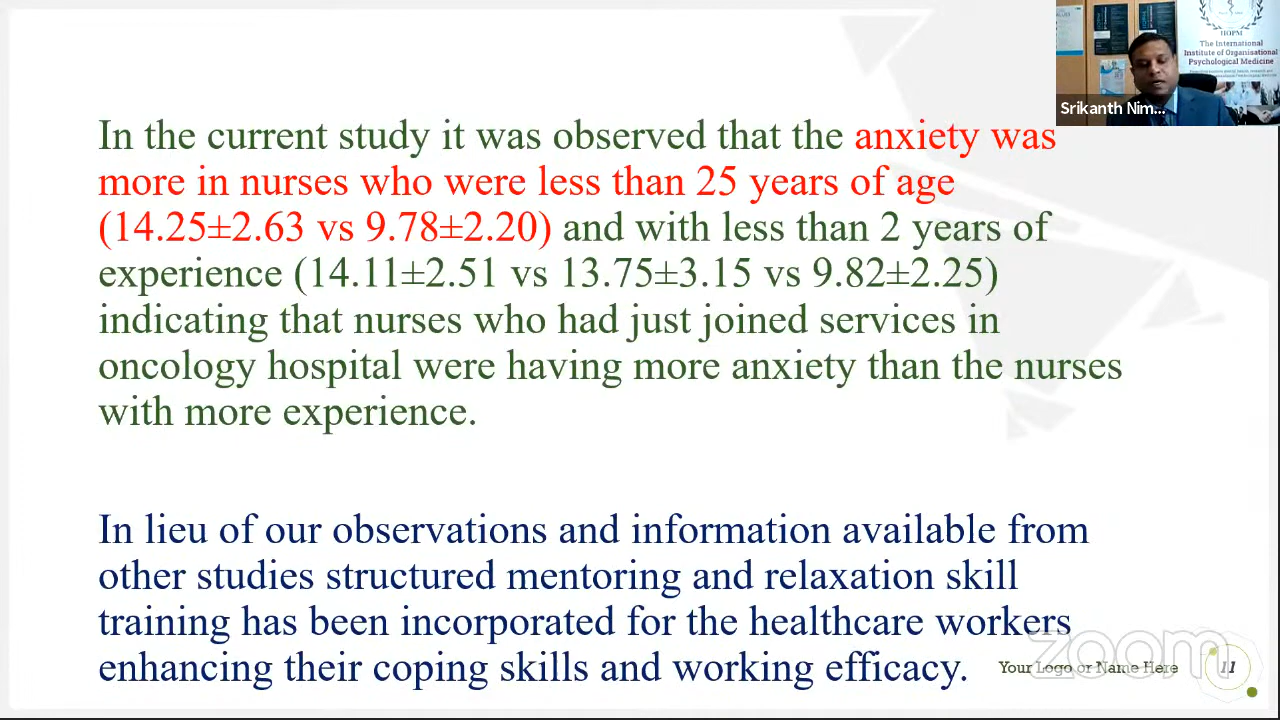 HOPM
The International
Institute of Organisational
Psychological Medicine
Srikanth Nim...
In the current study it was observed that the anxiety was
more in nurses who were less than 25 years of age
(14.25±2.63 vs 9.78±2.20) and with less than 2 years of
experience (14.11±2.51 vs 13.75±3.15 vs 9.82±2.25)
indicating that nurses who had just joined services in
oncology hospital were having more anxiety than the nurses
with more experience.
In lieu of our observations and information available from
other studies structured mentoring and relaxation skill
training has been incorporated for the healthcare workers
enhancing their coping skills and working efficacy.
zoom
Your Logo or Name Here
11